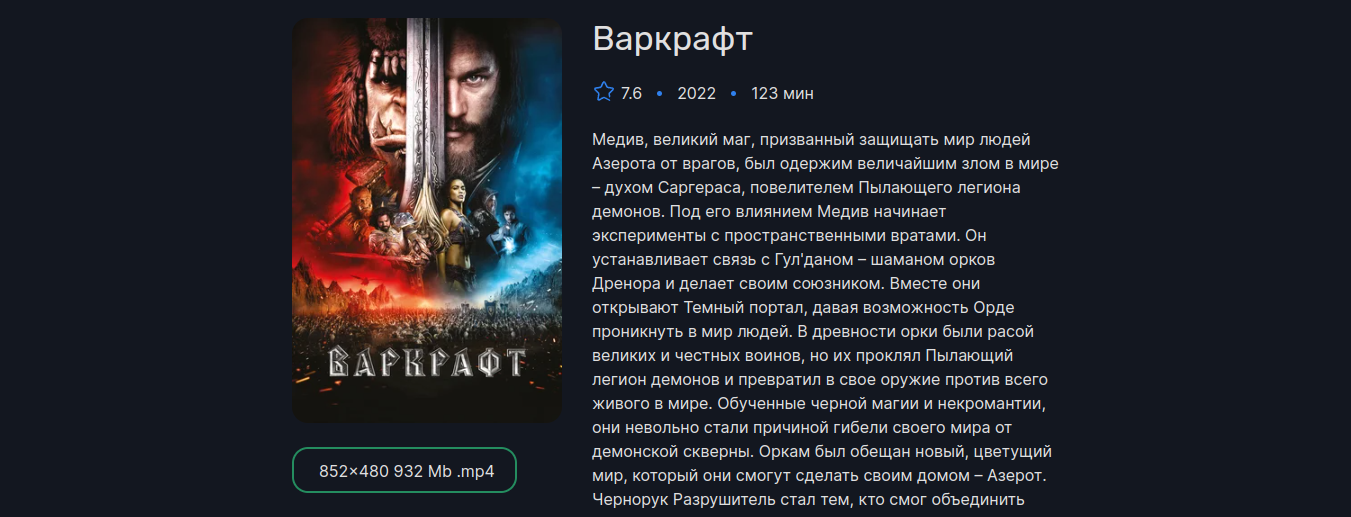 Варкрафт
7.6 • 2022 • 123 мин
Медив, великий маг, призванный защищать мир людей
Азерота от врагов, был одержим величайшим злом в мире
– духом Саргераса, повелителем Пылающего легиона
демонов. Под его влиянием Медив начинает
эксперименты с пространственными вратами. Он
устанавливает связь с Гул'даном – шаманом орков
Дренора и делает своим союзником. Вместе они
открывают Темный портал, давая возможность Орде
проникнуть в мир людей. В древности орки были расой
великих и честных воинов, но их проклял Пылающий
легион демонов и превратил в свое оружие против всего
живого в мире. Обученные черной магии и некромантии,
они невольно стали причиной гибели своего мира от
демонской скверны. Оркам был обещан новый, цветущий
мир, который они смогут сделать своим домом – Азерот.
Чернорук Разрушитель стал тем, кто смог объединить
ВАРКРАФТ
852×480 932 Mb .mp4